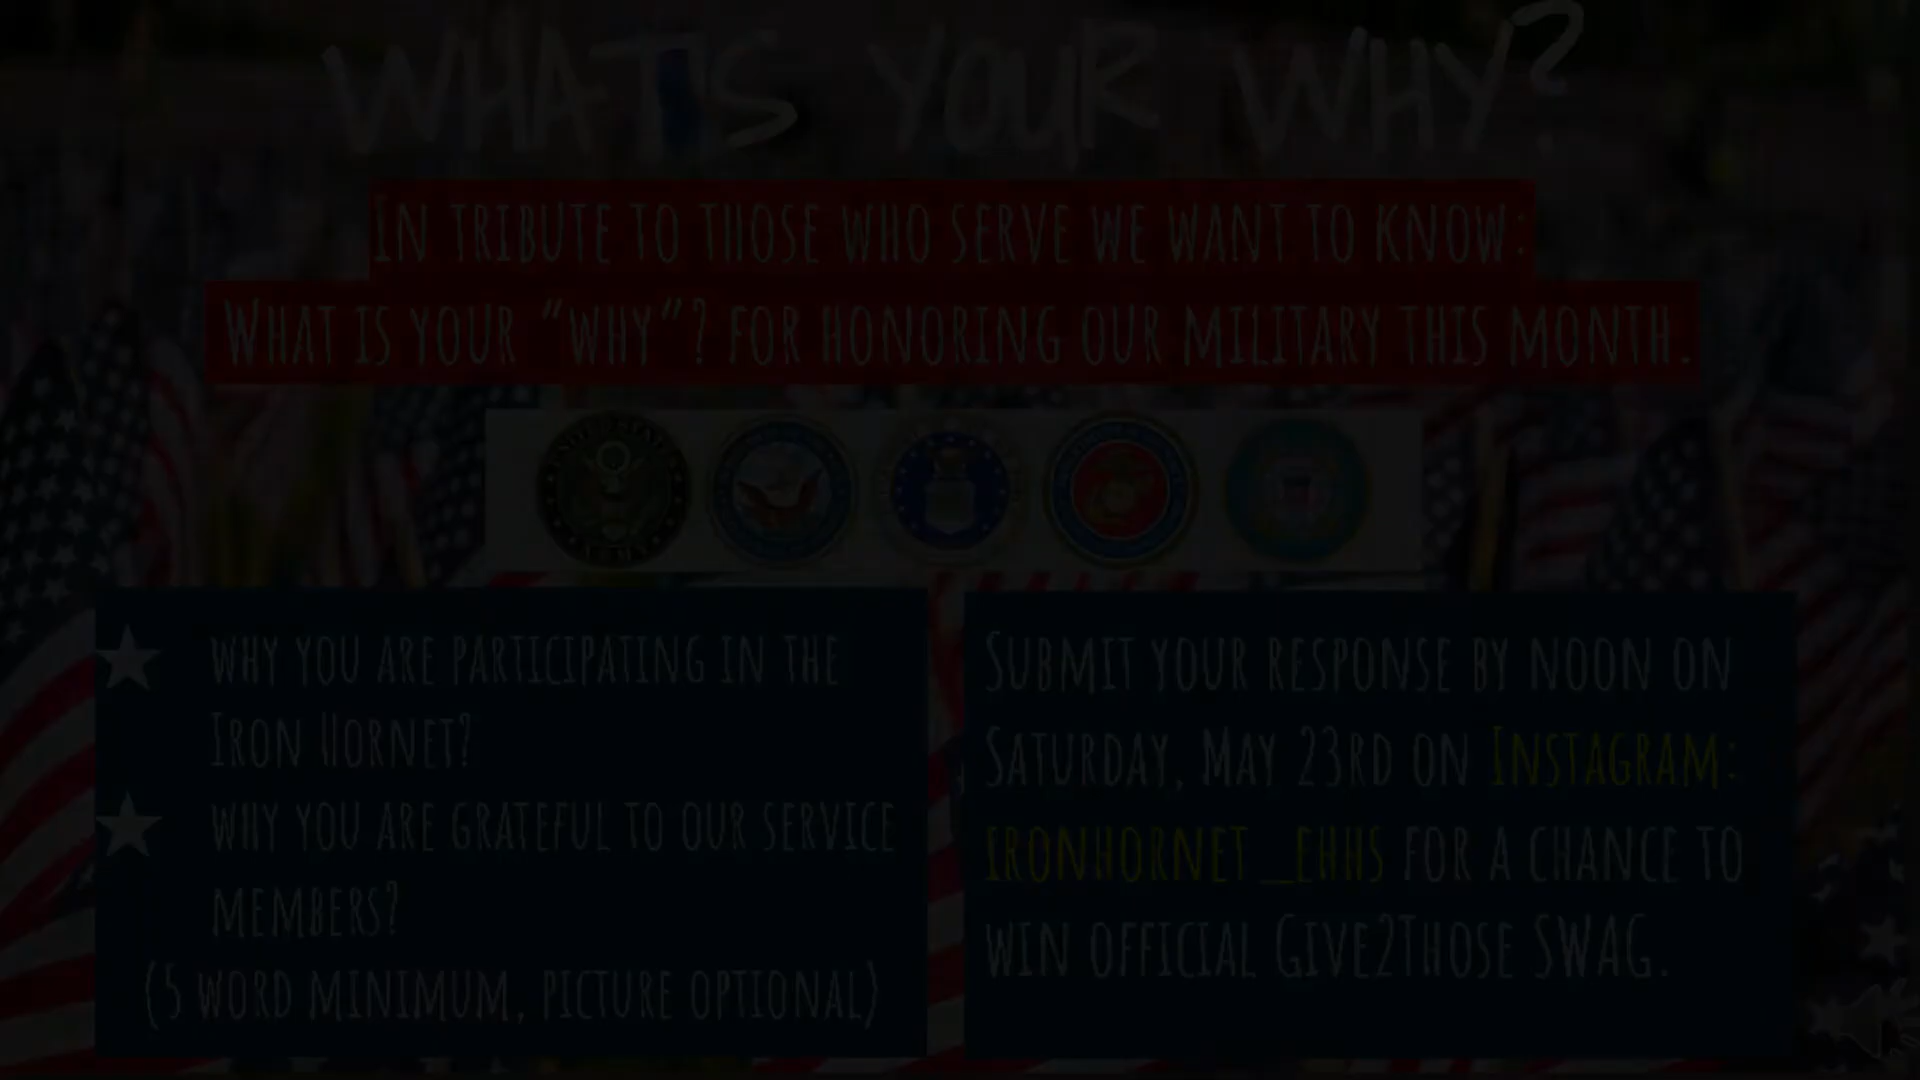 WHATS YOUR WHY?
IN TRIBUTE TO THOSE WHO SERVE WE WANT TO KNOW:
WHAT IS YOUR "WHY"? FOR HONORING OUR MILITARY THIS MONTH.
WHY YOU ARE PARTICIPATING IN THE
IRON HORNET?
WHY YOU ARE GRATEFUL TO OUR SERVICE
MEMBERS?
(5 WORD MINIMUM, PICTURE OPTIONAL)
SUBMIT YOUR RESPONSE BY NOON ON
SATURDAY, MAY 23RD ON INSTAGRAM:
IRONHORNET_EHHS FOR A CHANCE TO
WIN OFFICIAL GIVE2THOSE SWAG.